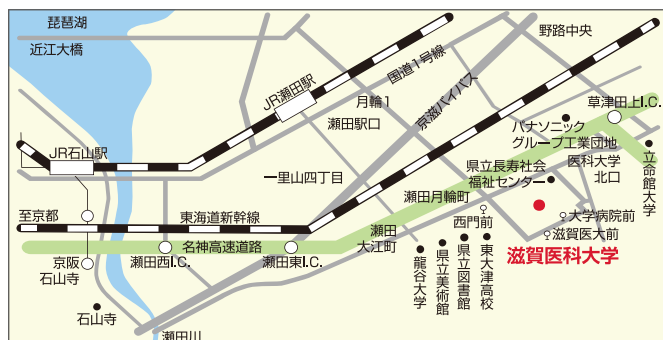 琵琶湖
近江大橋
野路中央
国道1号線
JR瀬田駅
月輪1
京滋バイパス
草津田上I.C.
瀬田駅口
パナソニック
グループ工業団地
JR石山駅
医科大学
北口
立命館大学
県立長寿社会
福祉センター
一里山四丁目
瀬田月輪町
至京都
東海道新幹線
西門前
大学病院前
滋賀医大前
瀬田
大江町
名神高速道路
滋賀医科大学
京阪
石山寺
瀬田西I.C.
瀬田東I.C.
龍谷大学
県立美術館
県立図書館
東大津高校
石山寺
瀬田川